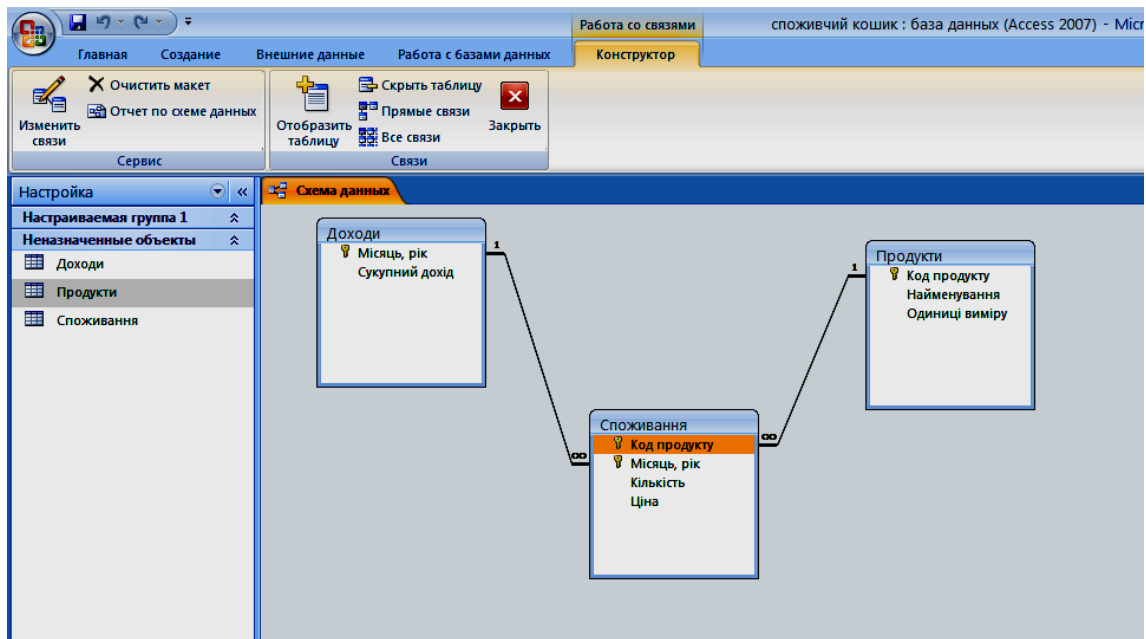 Работа со связями
споживчий кошик : база данных (Access 2007) - Micr
Главная Создание Внешние данные Работа с базами данных Конструктор
Изменить связи
Очистить макет
Отчет по схеме данных
Сервис
Отобразить таблицу
Скрыть таблицу
Прямые связи
Все связи
Закрыть
Связи
Настройка
Настраиваемая группа 1
Неназначенные объекты
Доходи
Продукти
Споживання
Схема данных
Доходи
Місяць, рік
Сукупний дохід
1
Продукти
Код продукту
Найменування
Одиниці виміру
1
Споживання
Код продукту
Місяць, рік
Кількість
Ціна
∞
∞